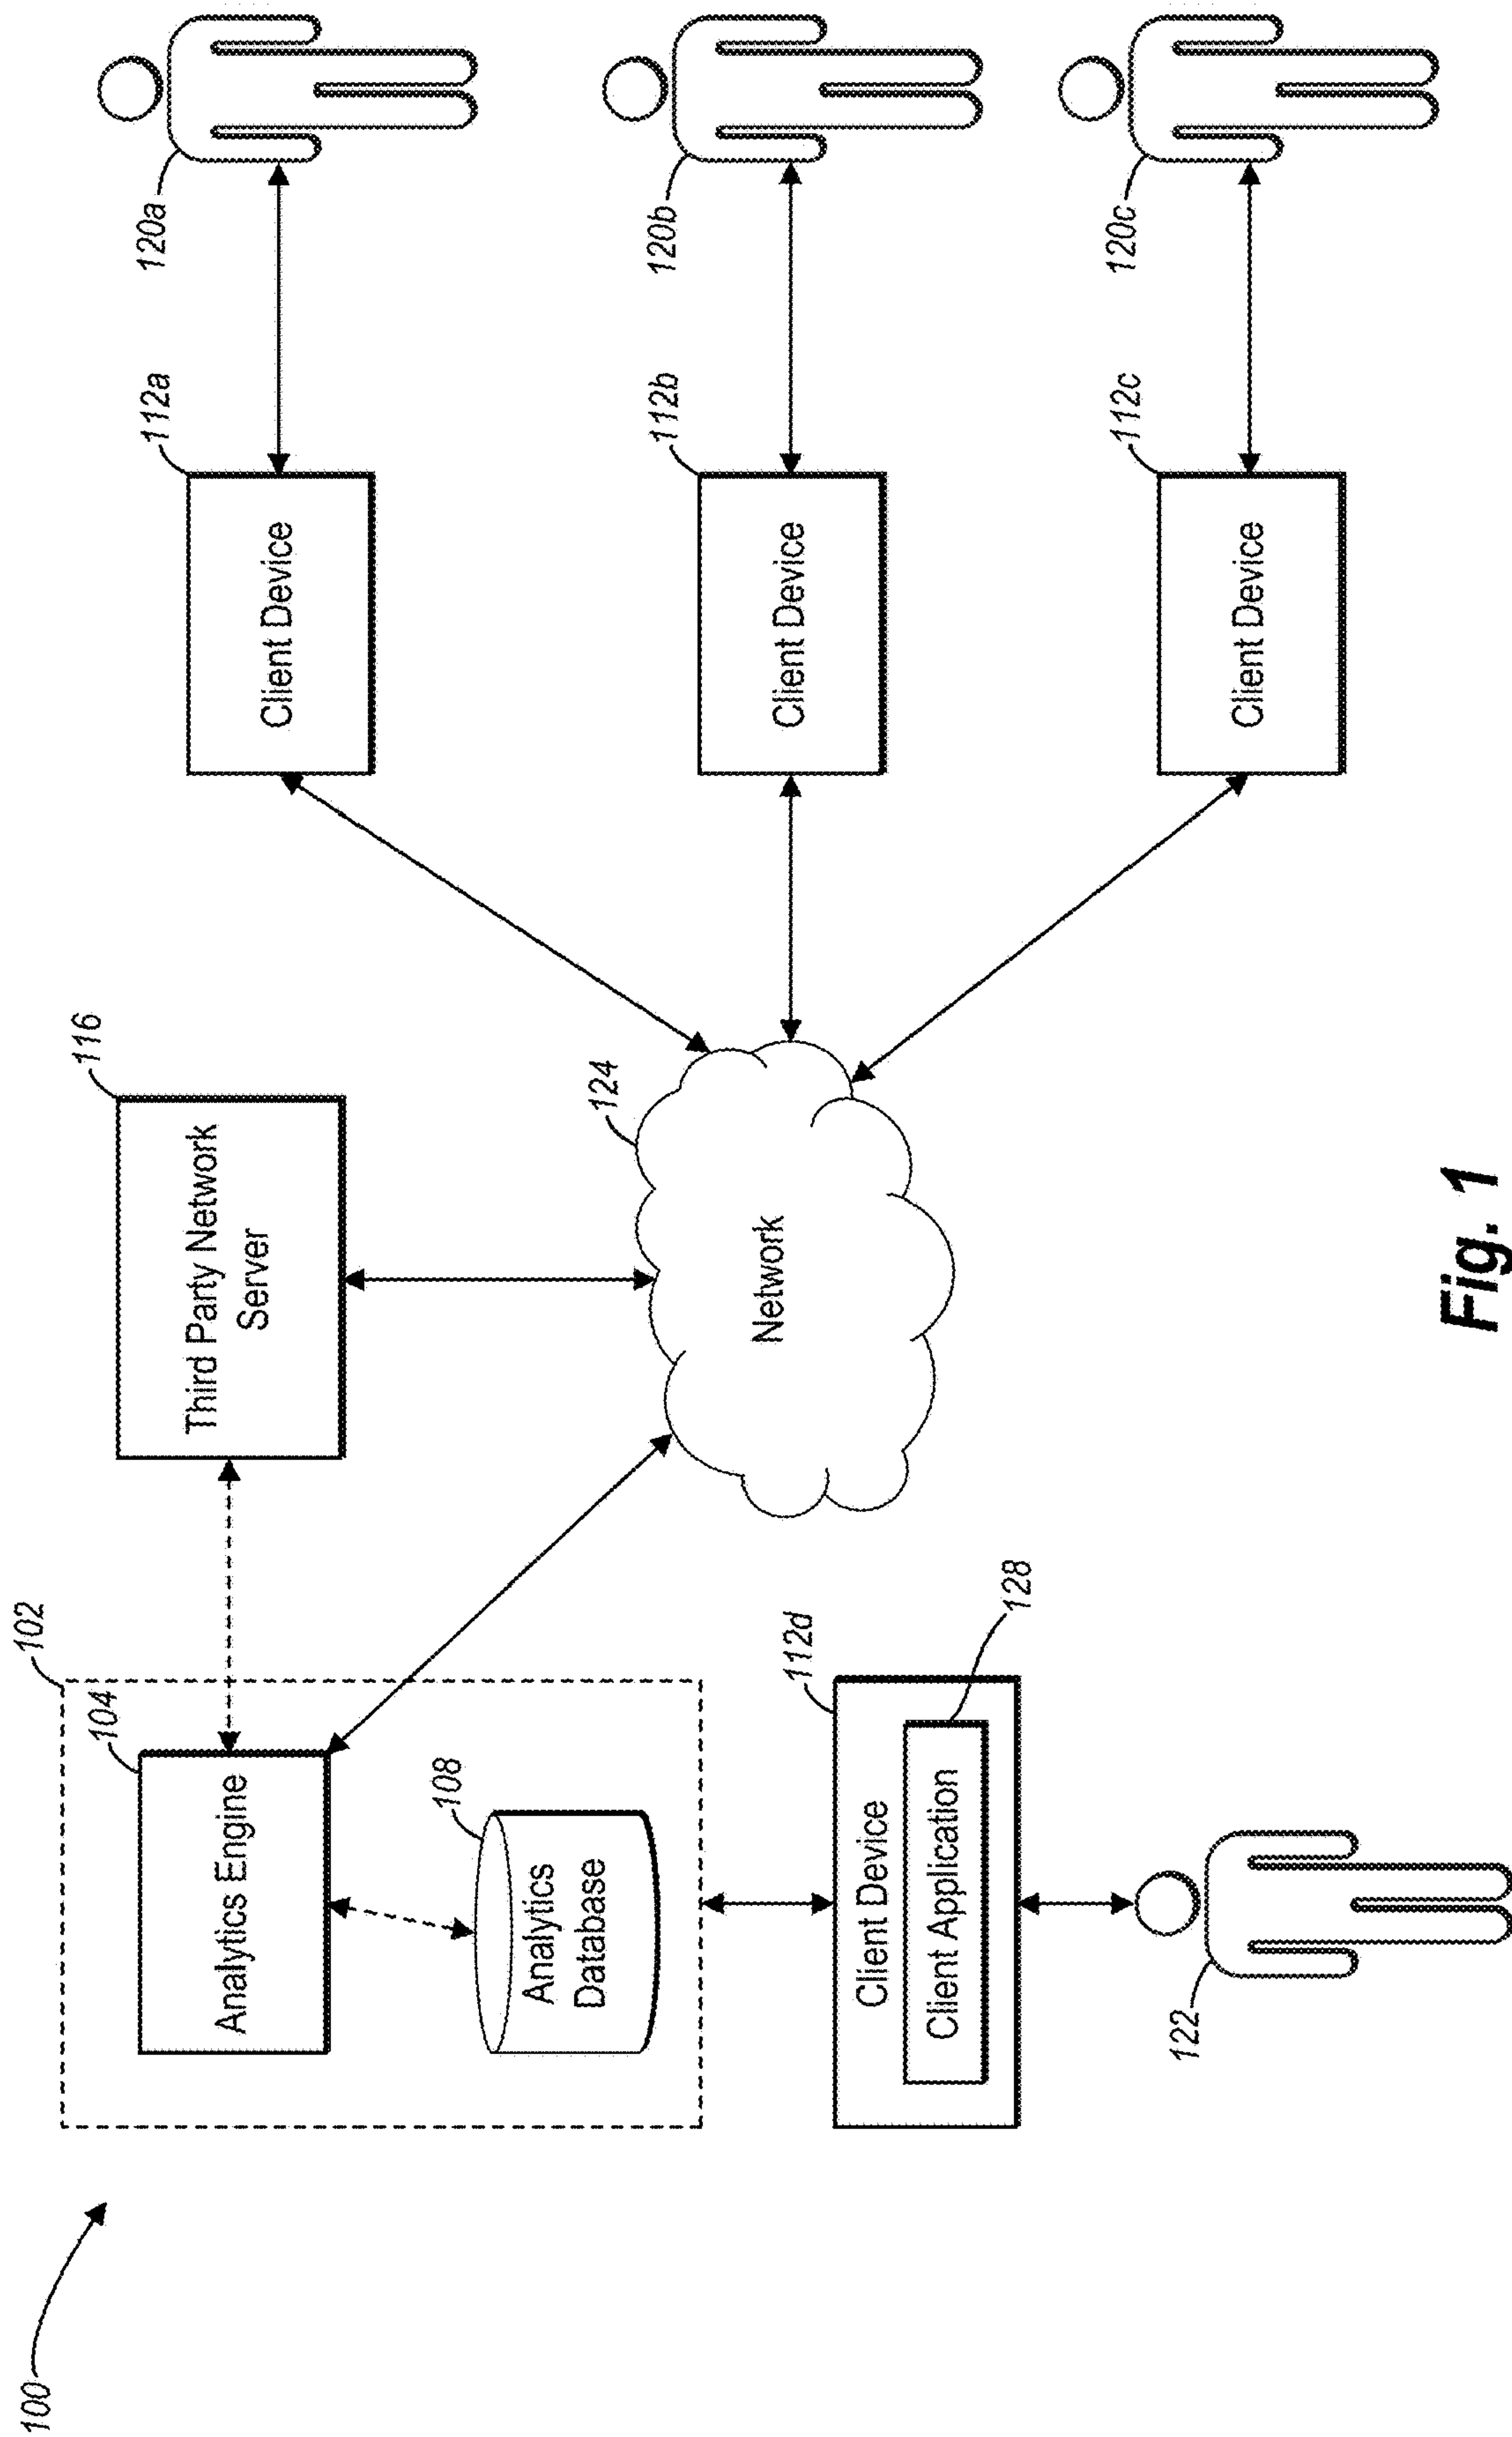 100
102
104
Analytics Engine
108
Analytics
Database
116
Third Party Network
Server
124
Network
112a
Client Device
120a
112b
Client Device
120b
112c
Client Device
120c
112d
Client Device
Client Application
128
122
Fig. 1